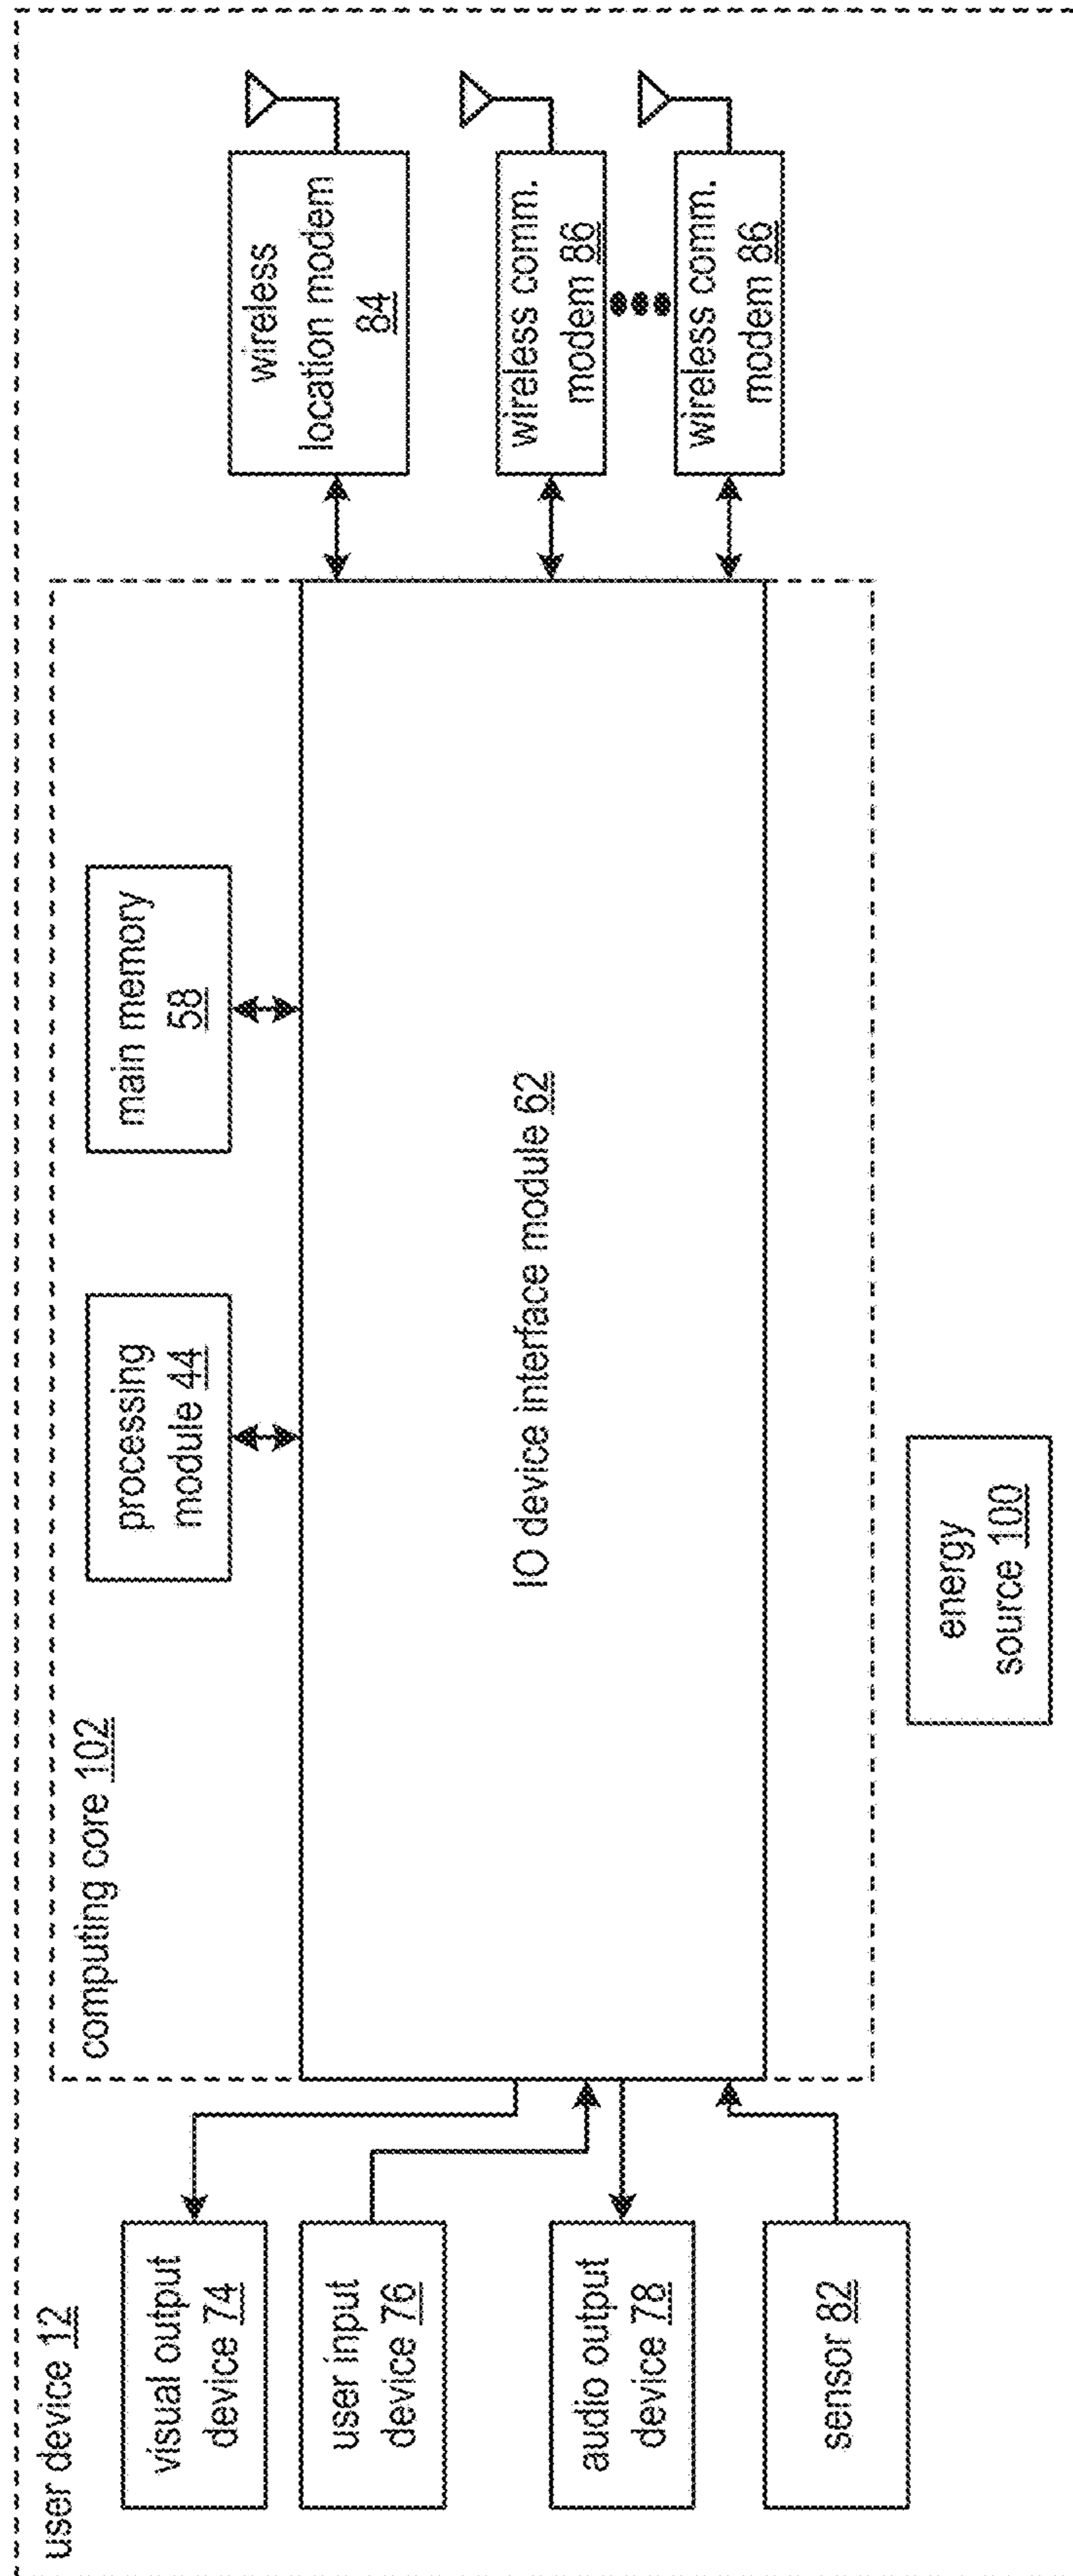 user device 12
computing core 102
visual output
device 74
user input
device 76
audio output
device 78
sensor 82
processing
module 44
main memory
58
IO device interface module 62
energy
source 100
wireless
location modem
84
wireless comm.
modem 86
wireless comm.
modem 86